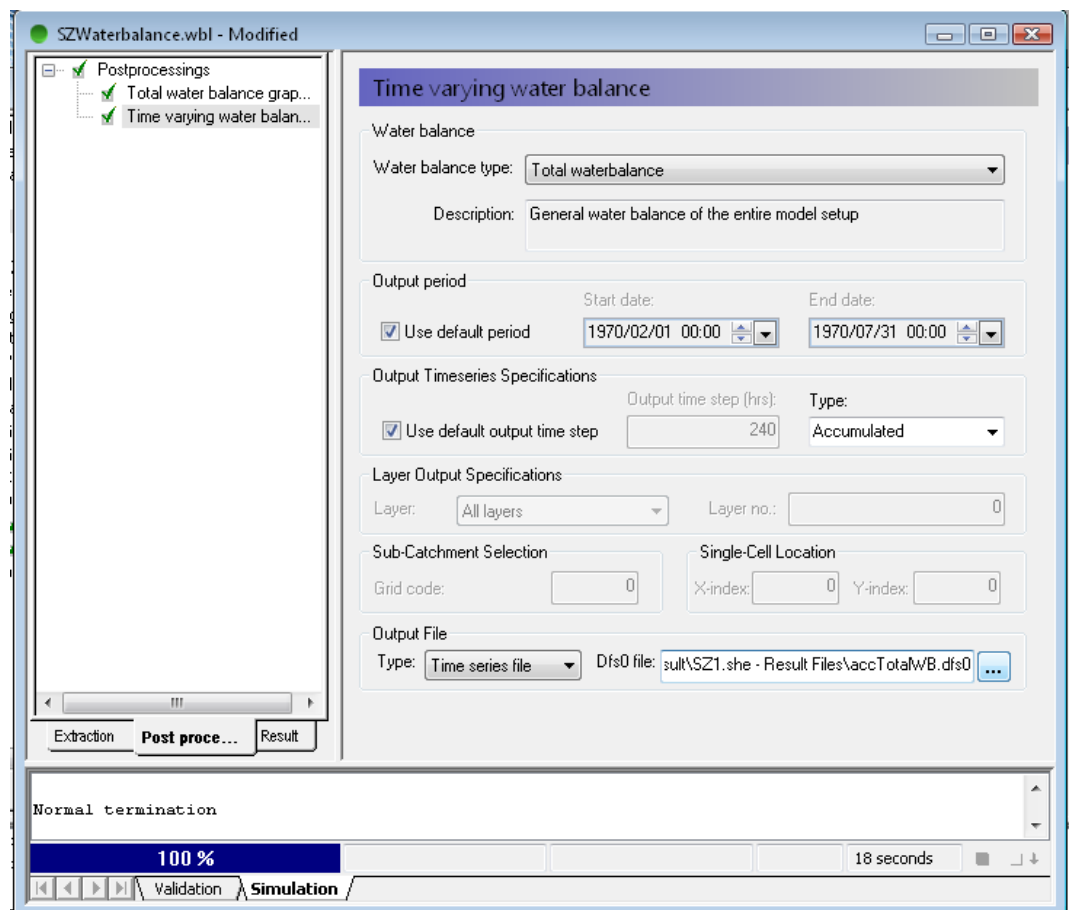 SZWaterbalance.wbl - Modified
Postprocessings
Total water balance grap...
Time varying water balan...
Extraction
Post proce...
Result
Time varying water balance
Water balance
Water balance type: Total waterbalance
Description: General water balance of the entire model setup
Output period
Start date: End date:
Use default period 1970/02/01 00:00 1970/07/31 00:00
Output Timeseries Specifications
Output time step (hrs): Type:
Use default output time step 240 Accumulated
Layer Output Specifications
Layer: All layers Layer no.: 0
Sub-Catchment Selection Single-Cell Location
Grid code: 0 X-index: 0 Y-index: 0
Output File
Type: Time series file Dfs0 file: sult\SZ1.she - Result Files\accTotalWB.dfs0 ...
Normal termination
100 % 18 seconds
Validation Simulation